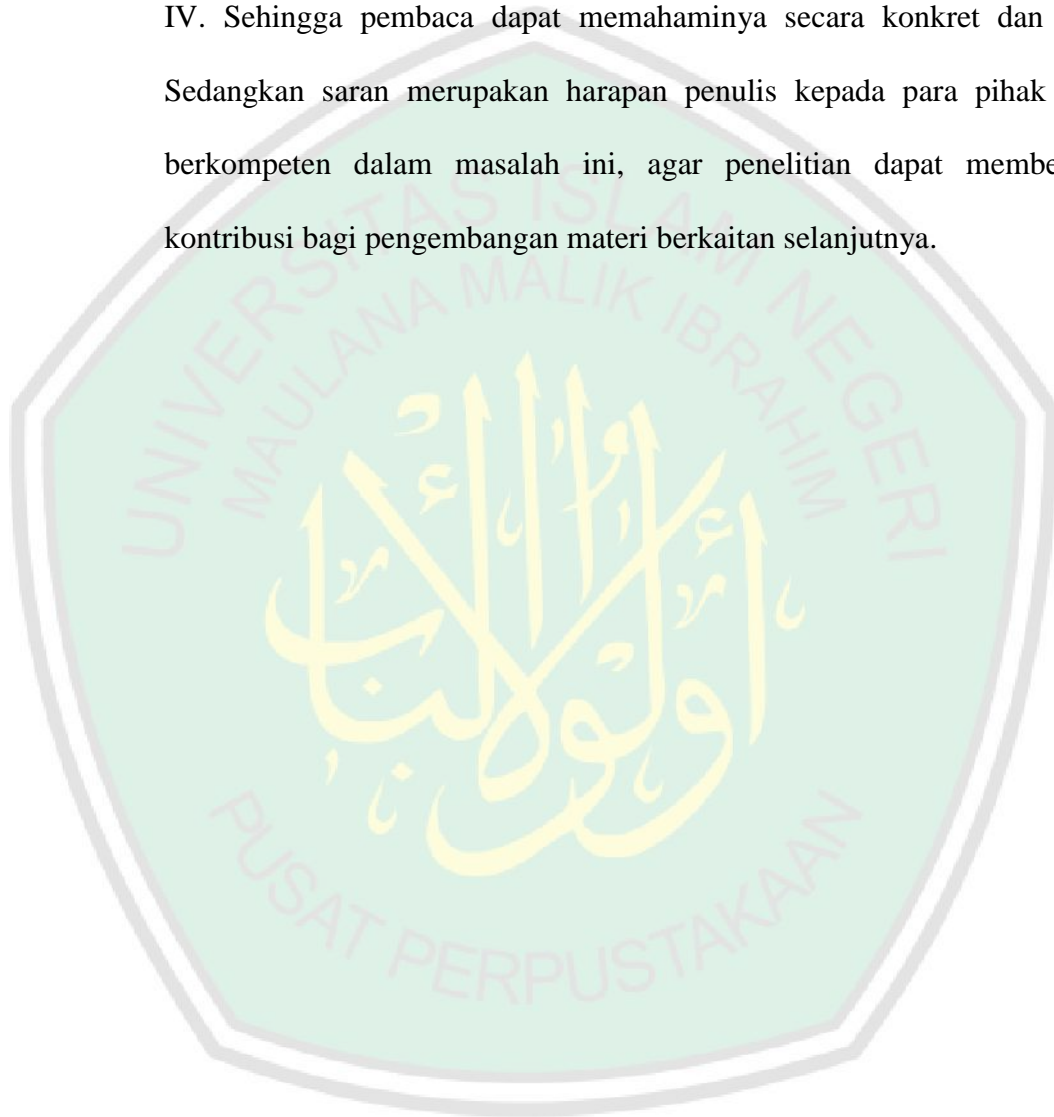 IV. Sehingga pembaca dapat memahaminya secara konkret dan
Sedangkan saran merupakan harapan penulis kepada para pihak
berkompeten dalam masalah ini, agar penelitian dapat membe
kontribusi bagi pengembangan materi berkaitan selanjutnya.
UNIVERSITAS ISLAM NEGERI
MAULANA MALIK IBRAHIM
أولوا الألباب
PUSAT PERPUSTAKAAN